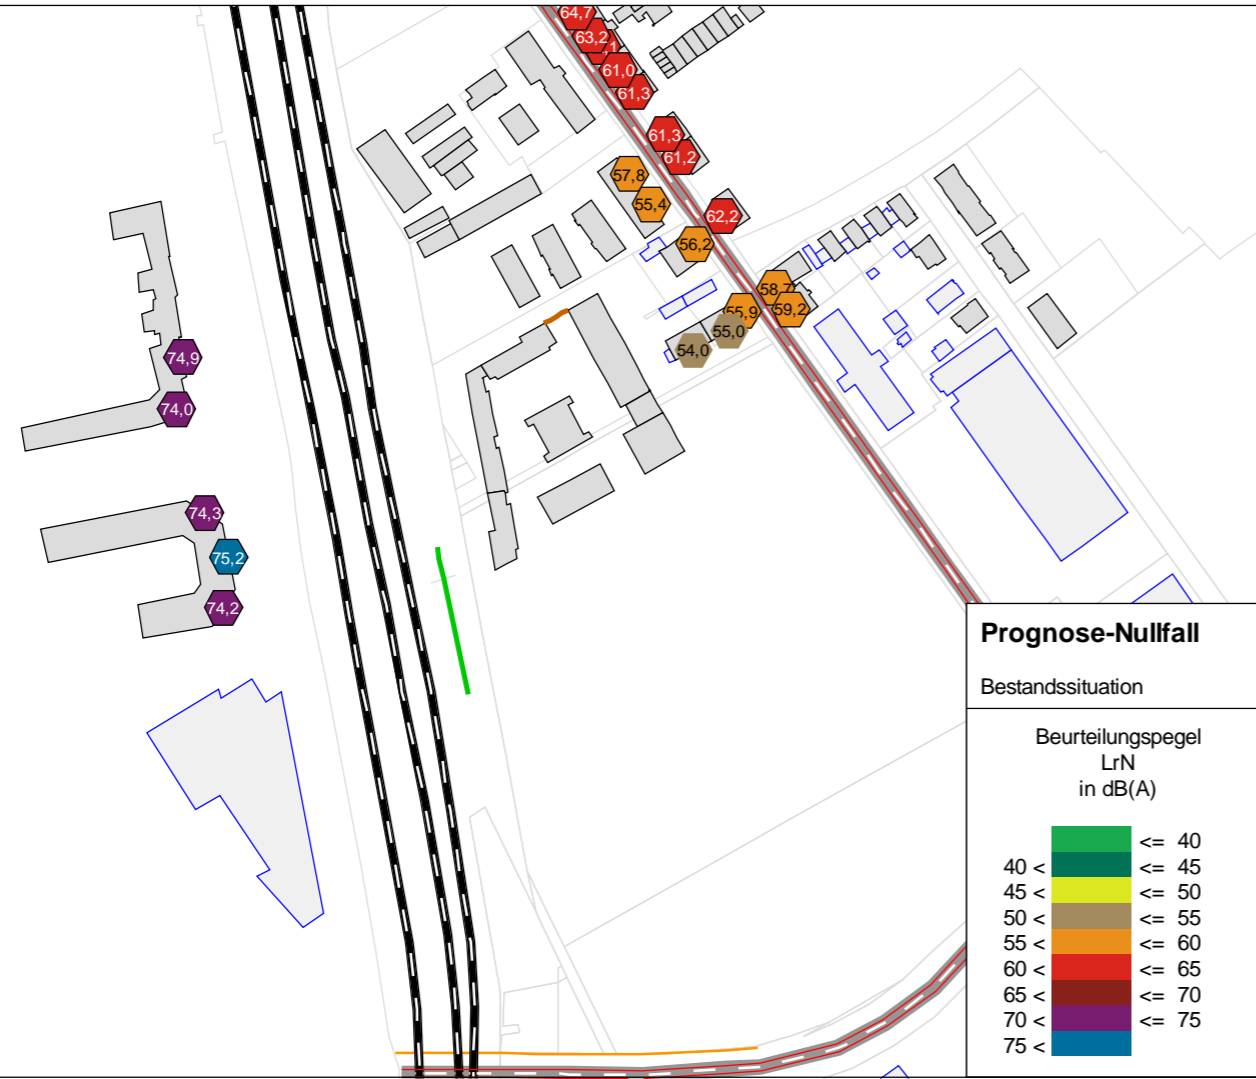 64,7
63,2
61,0
61,3
61,3
61,2
57,8
55,4
62,2
56,2
58,7
59,2
55,9
55,0
54,0
74,9
74,0
74,3
75,2
74,2
Prognose-Nullfall
Bestandssituation
Beurteilungspegel
LrN
in dB(A)
<= 40
40 < <= 45
45 < <= 50
50 < <= 55
55 < <= 60
60 < <= 65
65 < <= 70
70 < <= 75
75 <